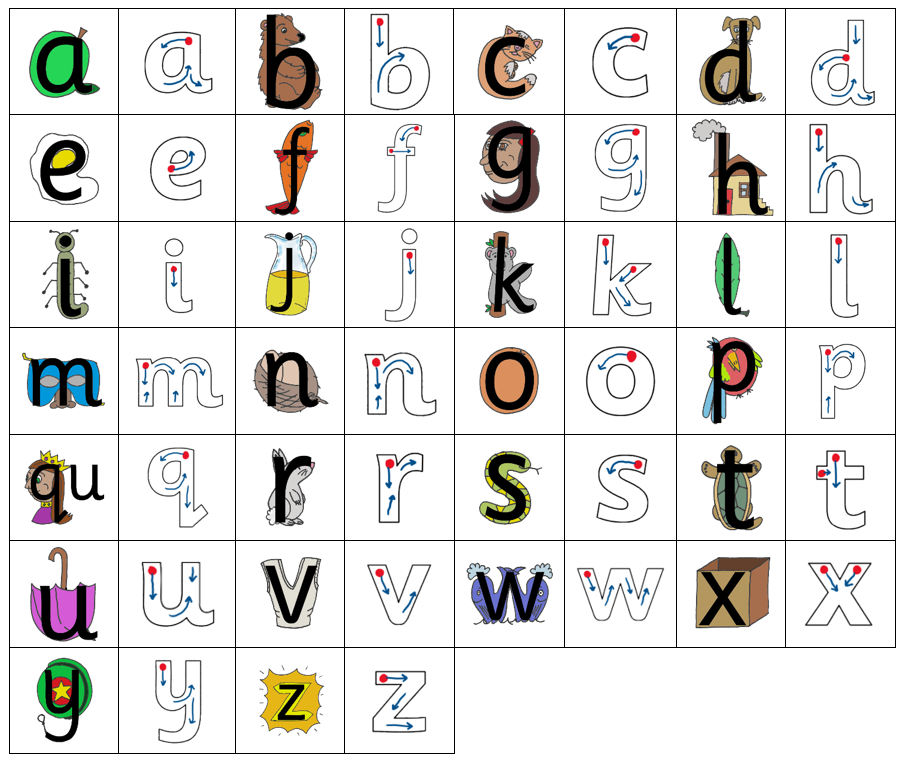 a a b b c c d d
e e f f g g h h
i i j j k k l l
m m n n o o p p
qu q r r s s t t
u u v v w w x x
y y z z